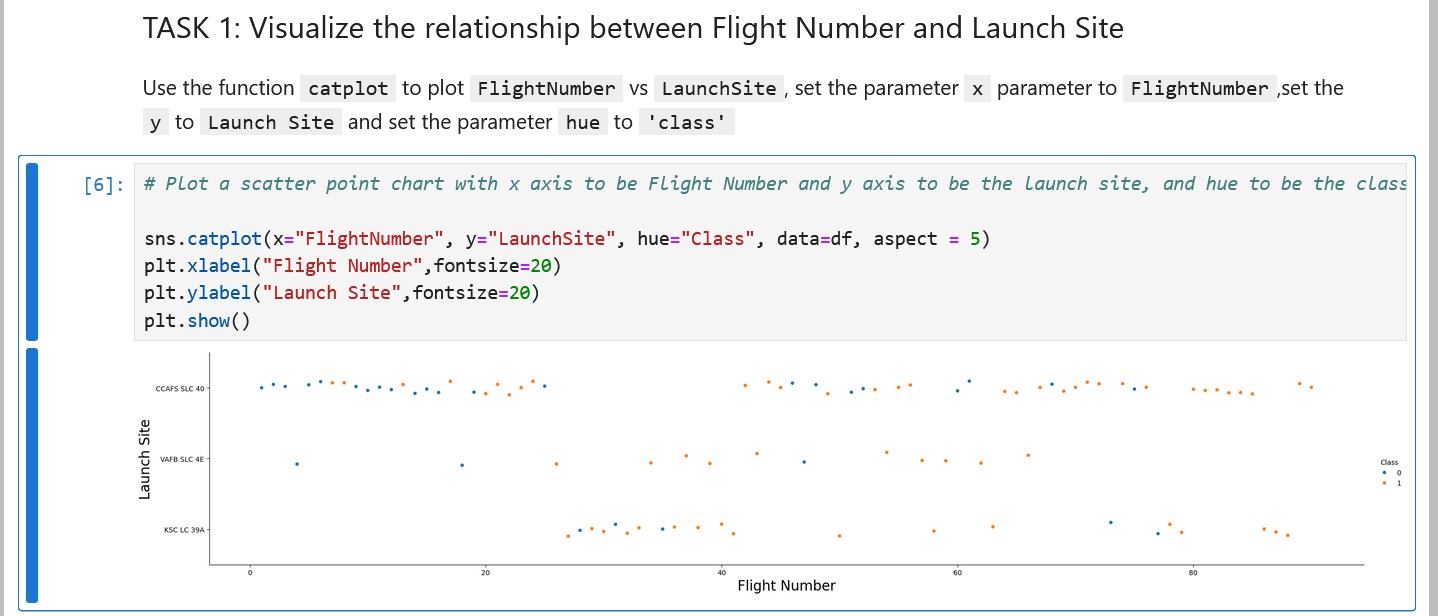 TASK 1: Visualize the relationship between Flight Number and Launch Site
Use the function catplot to plot FlightNumber vs LaunchSite , set the parameter x parameter to FlightNumber ,set the
y to Launch Site and set the parameter hue to 'class'
[6]: # Plot a scatter point chart with x axis to be Flight Number and y axis to be the launch site, and hue to be the class
sns.catplot(x="FlightNumber", y="LaunchSite", hue="Class", data=df, aspect = 5)
plt.xlabel("Flight Number",fontsize=20)
plt.ylabel("Launch Site",fontsize=20)
plt.show()
Launch Site
CCAFS SLC 40
VAFB SLC 4E
KSC LC 39A
Class
0
1
0 20 40 60 80
Flight Number